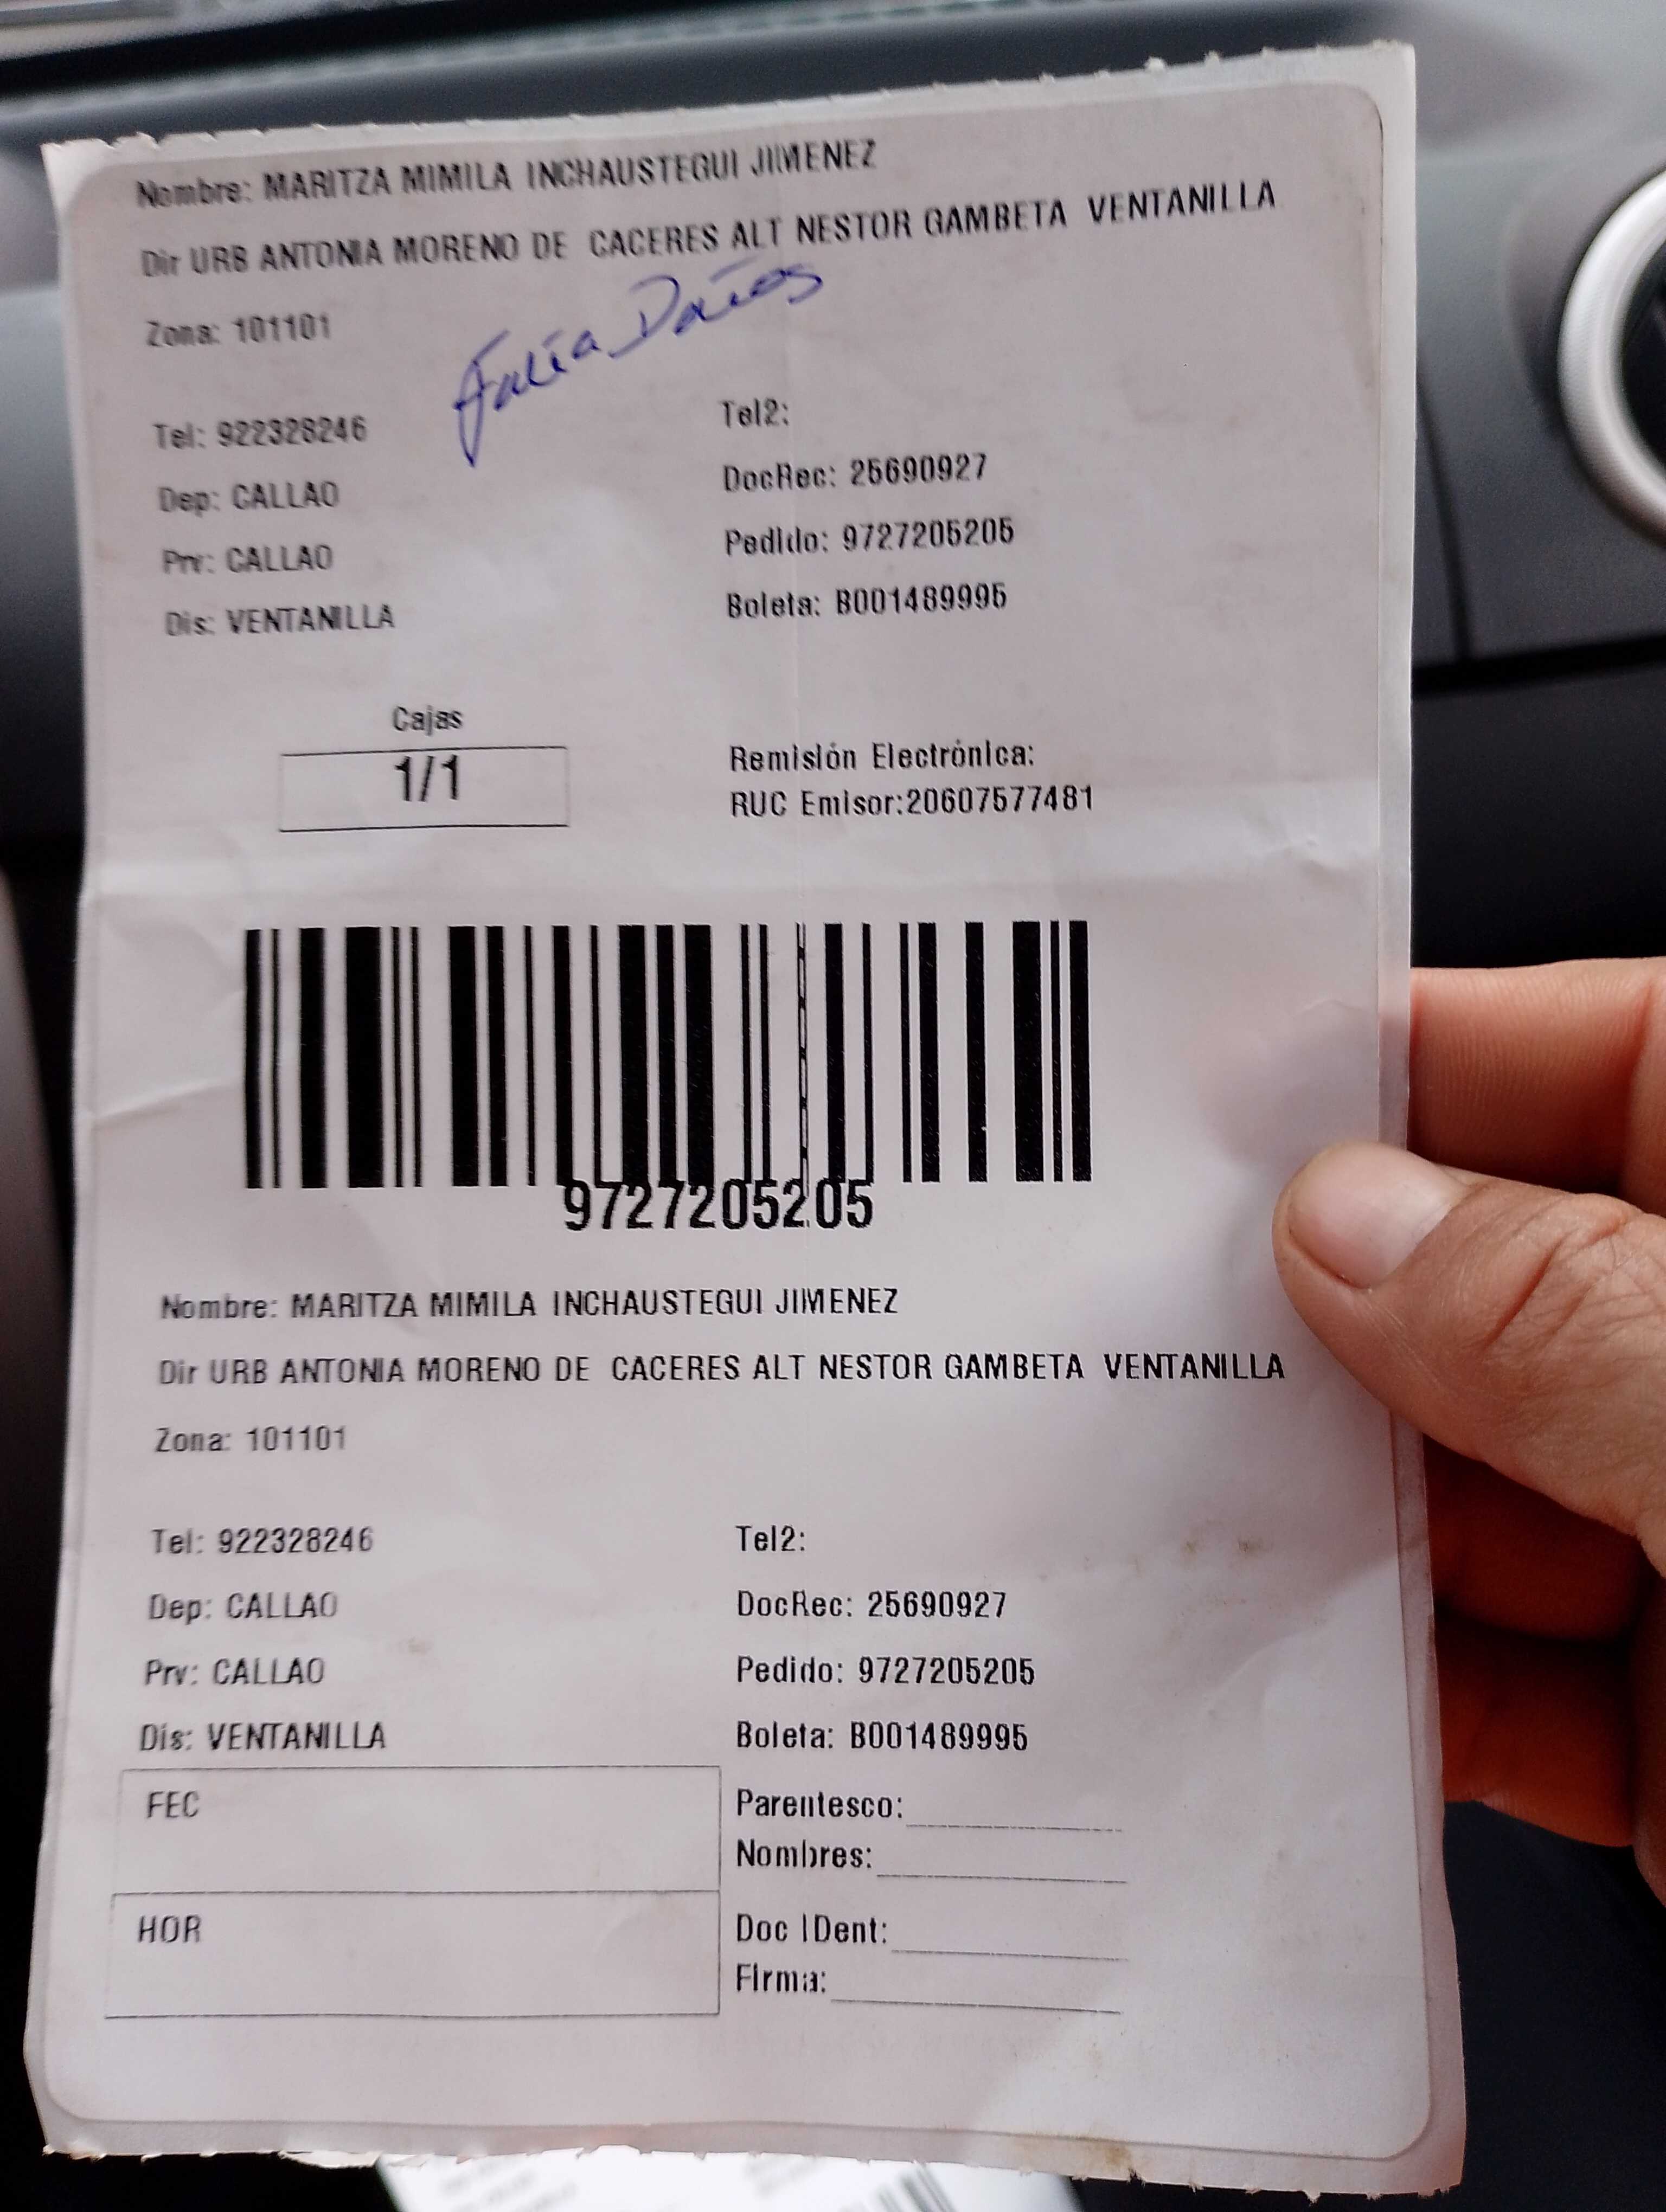 Nombre: MARITZA MIMILA INCHAUSTEGUI JIMENEZ
Dir URB ANTONIA MORENO DE CACERES ALT NESTOR GAMBETA VENTANILLA
Zona: 101101
Falta Datos
Tel: 922328246
Tel2:
Dep: CALLAO
DocRec: 25690927
Prv: CALLAO
Pedido: 9727205205
Dis: VENTANILLA
Boleta: B001489995
Cajas
1/1
Remisión Electrónica:
RUC Emisor:20607577481
9727205205
Nombre: MARITZA MIMILA INCHAUSTEGUI JIMENEZ
Dir URB ANTONIA MORENO DE CACERES ALT NESTOR GAMBETA VENTANILLA
Zona: 101101
Tel: 922328246
Tel2:
Dep: CALLAO
DocRec: 25690927
Prv: CALLAO
Pedido: 9727205205
Dis: VENTANILLA
Boleta: B001489995
FEC
Parentesco:
Nombres:
HOR
Doc IDent:
Firma: